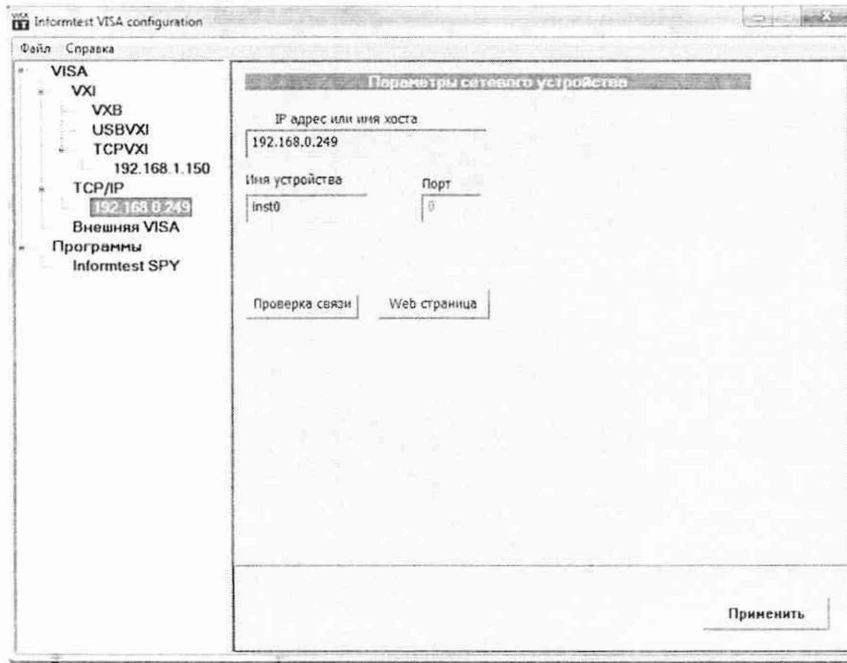 VISA
IT Informtest VISA configuration
Файл Справка
VISA
VXI
VXB
USBVXI
TCPVXI
192.168.1.150
TCP/IP
192.168.0.249
Внешняя VISA
Программы
Informtest SPY
Параметры сетевого устройства
IP адрес или имя хоста
192.168.0.249
Имя устройства
Порт
inst0
0
Проверка связи
Web страница
Применить